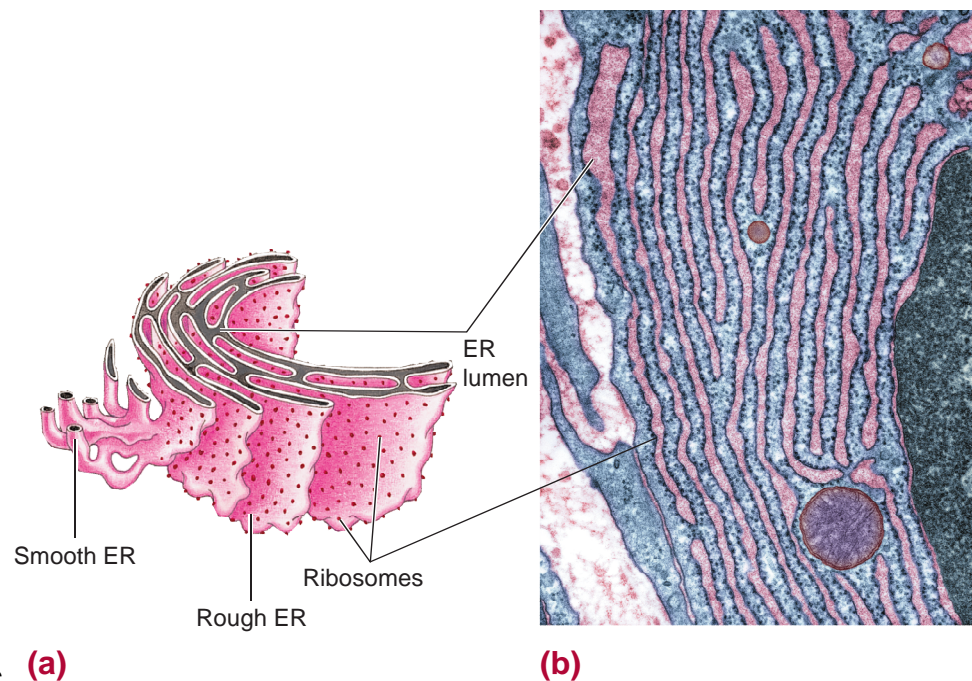 ER
lumen
Smooth ER
Ribosomes
Rough ER
(a)
(b)